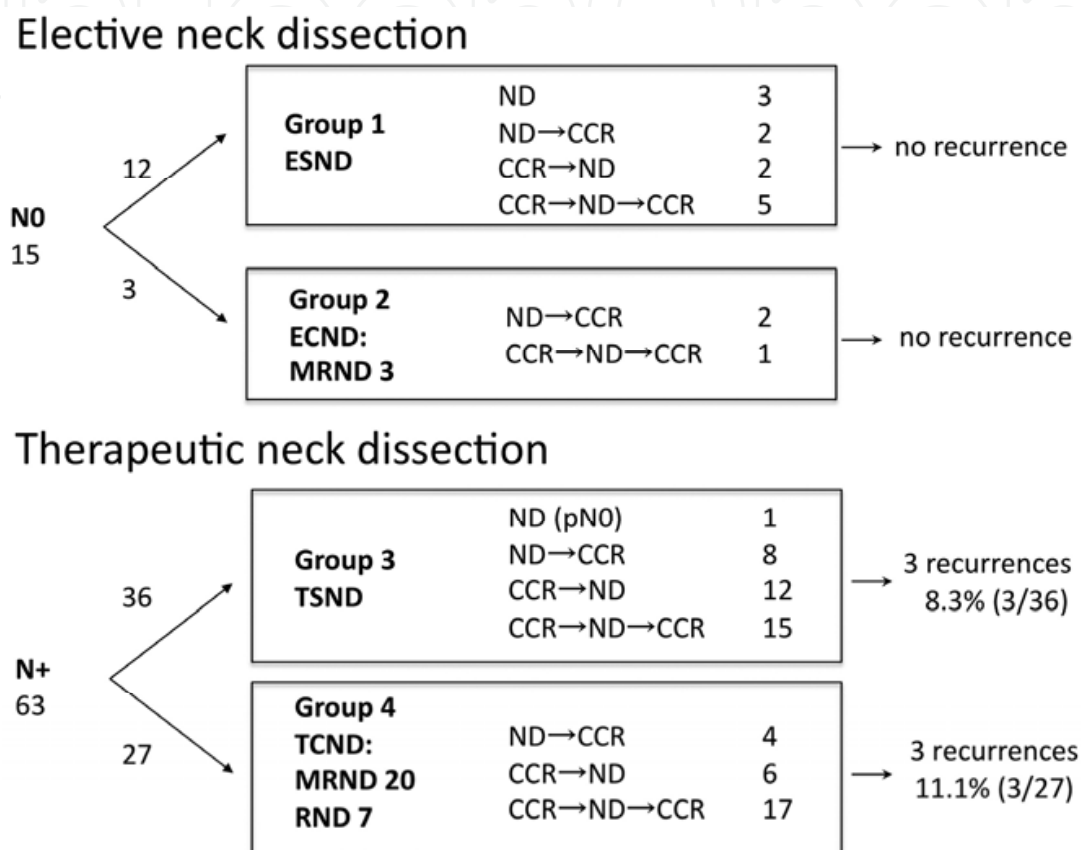 Elective neck dissection
N0
15
12
3
Group 1
ESND
ND 3
ND→CCR 2
CCR→ND 2
CCR→ND→CCR 5
no recurrence
Group 2
ECND:
MRND 3
ND→CCR 2
CCR→ND→CCR 1
no recurrence
Therapeutic neck dissection
N+
63
36
27
Group 3
TSND
ND (pN0) 1
ND→CCR 8
CCR→ND 12
CCR→ND→CCR 15
3 recurrences
8.3% (3/36)
Group 4
TCND:
MRND 20
RND 7
ND→CCR 4
CCR→ND 6
CCR→ND→CCR 17
3 recurrences
11.1% (3/27)